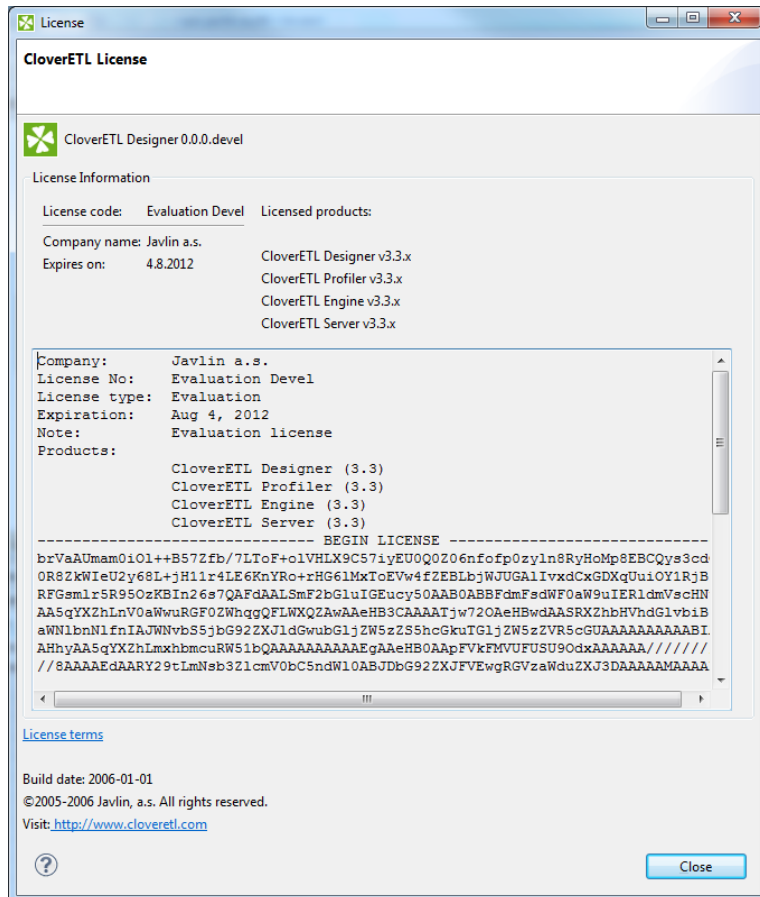 License
CloverETL License
CloverETL Designer 0.0.0.devel
License Information
License code: Evaluation Devel Licensed products:
Company name: Javlin a.s.
Expires on: 4.8.2012
CloverETL Designer v3.3.x
CloverETL Profiler v3.3.x
CloverETL Engine v3.3.x
CloverETL Server v3.3.x
Company: Javlin a.s.
License No: Evaluation Devel
License type: Evaluation
Expiration: Aug 4, 2012
Note: Evaluation license
Products:
CloverETL Designer (3.3)
CloverETL Profiler (3.3)
CloverETL Engine (3.3)
CloverETL Server (3.3)
------------------------------- BEGIN LICENSE -----------------------------
License terms
Build date: 2006-01-01
©2005-2006 Javlin, a.s. All rights reserved.
Visit: http://www.cloveretl.com
?
Close